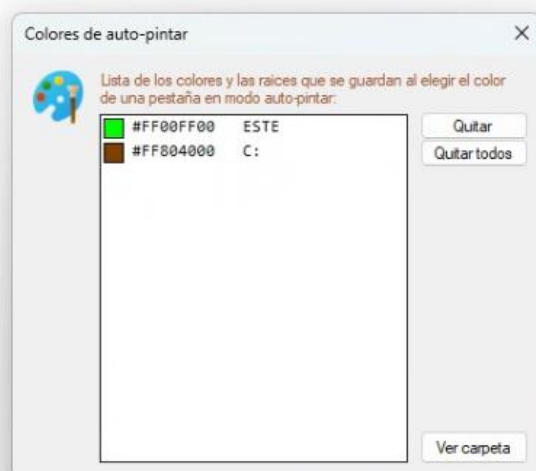 Colores de auto-pintar
Lista de los colores y las raices que se guardan al elegir el color
de una pestaña en modo auto-pintar:
#FF00FF00 ESTE
#FF804000 C:
Quitar
Quitar todos
Ver carpeta